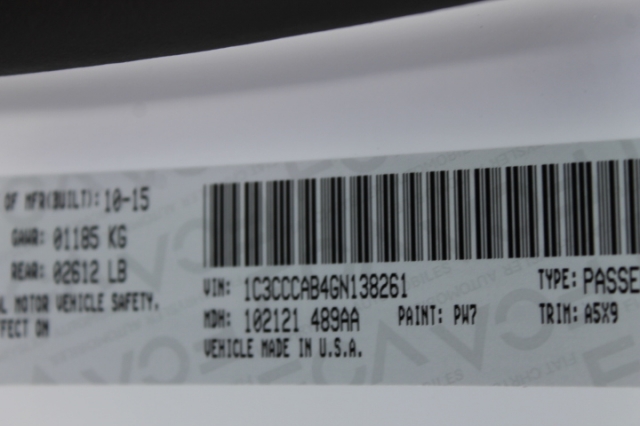 OF MFR(BUILT): 10-15
GAWR: 01185 KG
REAR: 02612 LB
MOTOR VEHICLE SAFETY,
EFFECT ON
VIN: 1C3CCCAB4GN138261
TYPE: PASSE
MDH: 102121 489AA PAINT: PW7 TRIM: A5X9
VEHICLE MADE IN U.S.A.